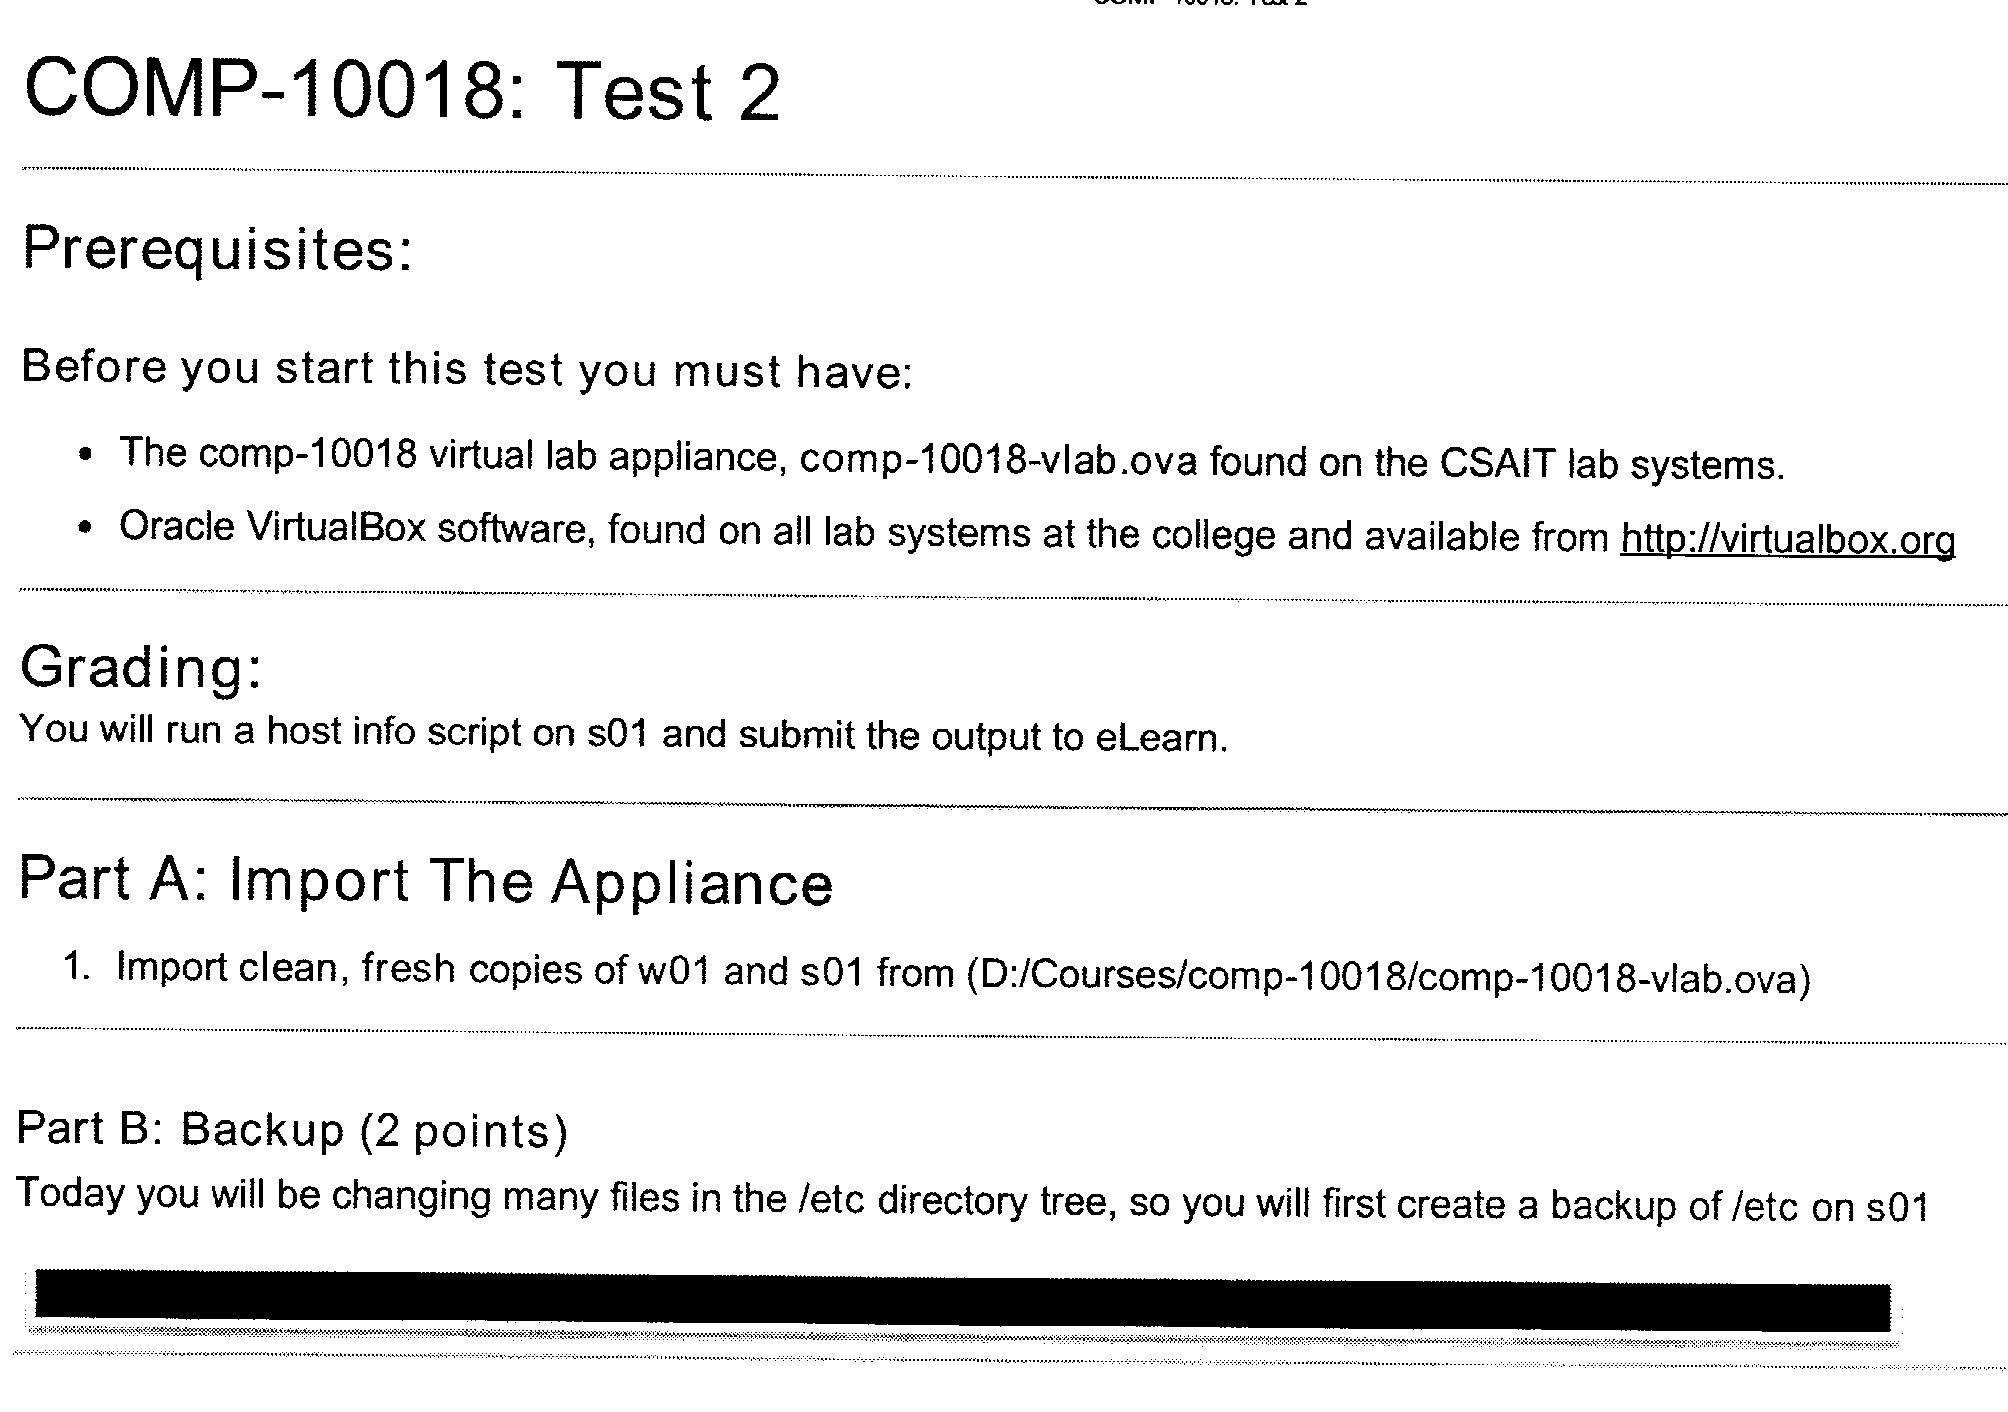 COMP-10018: Test 2
COMP-10018: Test 2
Prerequisites:
Before you start this test you must have:
• The comp-10018 virtual lab appliance, comp-10018-vlab.ova found on the CSAIT lab systems.
• Oracle VirtualBox software, found on all lab systems at the college and available from http://virtualbox.org
Grading:
You will run a host info script on s01 and submit the output to eLearn.
Part A: Import The Appliance
1. Import clean, fresh copies of w01 and s01 from (D:/Courses/comp-10018/comp-10018-vlab.ova)
Part B: Backup (2 points)
Today you will be changing many files in the /etc directory tree, so you will first create a backup of /etc on s01